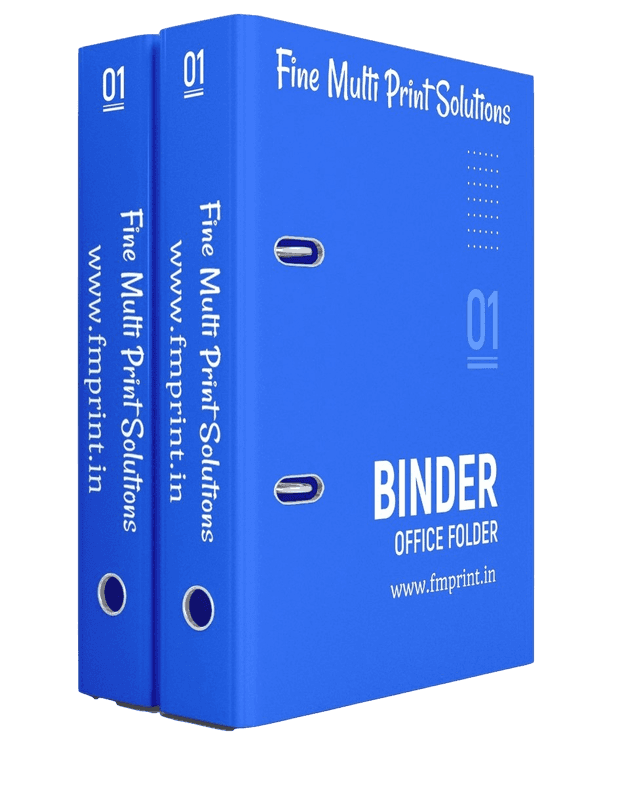 01
Fine Multi Print Solutions
www.fmprint.in
01
Fine Multi Print Solutions
www.fmprint.in
Fine Multi Print Solutions
01
BINDER
OFFICE FOLDER
www.fmprint.in